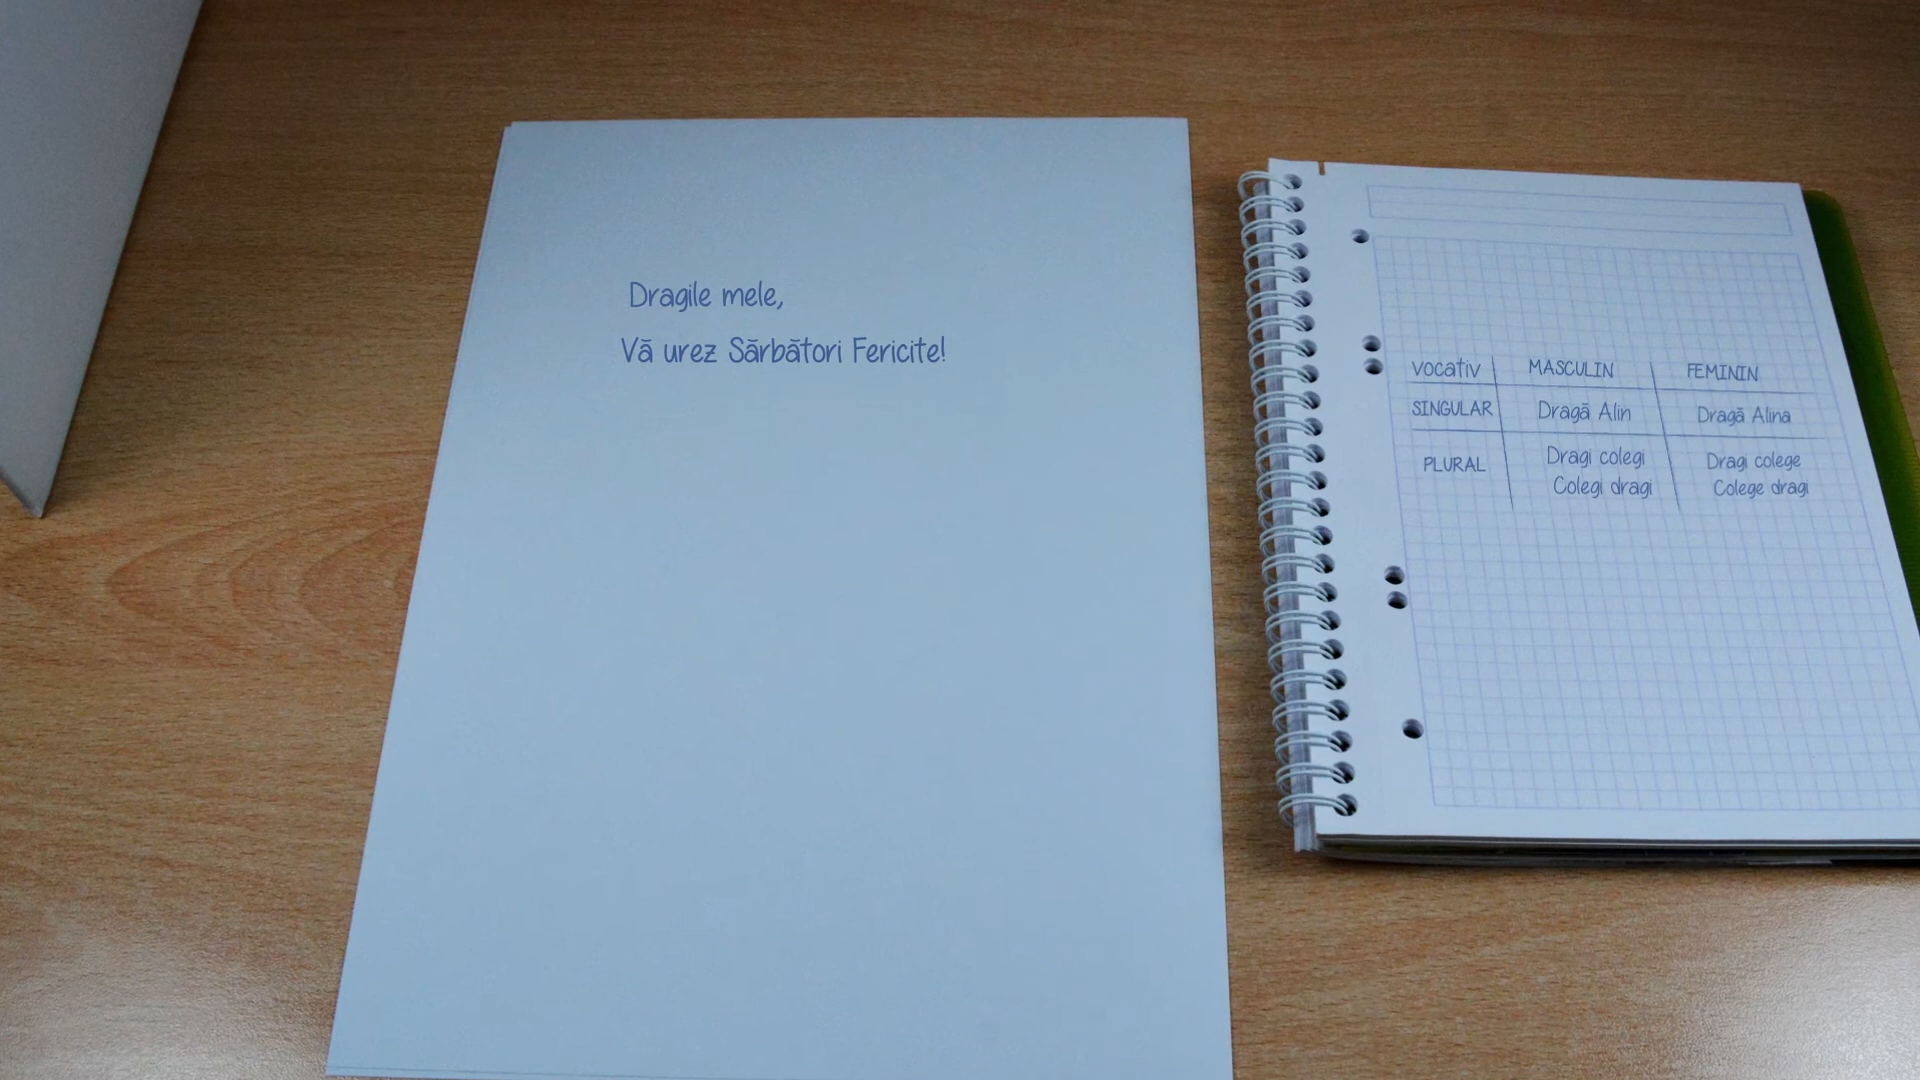 Dragile mele,
Vă urez Sărbători Fericite!
vocativ MASCULIN FEMININ
SINGULAR Dragă Alin Dragă Alina
PLURAL Dragi colegi Dragi colege
Colegi dragi Colege dragi